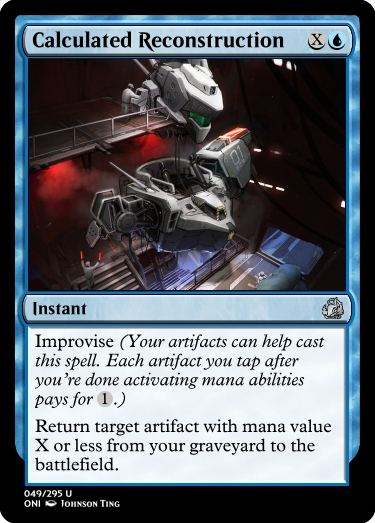 Calculated Reconstruction X
Instant
Improvise (Your artifacts can help cast
this spell. Each artifact you tap after
you're done activating mana abilities
pays for 1.)
Return target artifact with mana value
X or less from your graveyard to the
battlefield.
049/295 U
ONI Johnson Ting